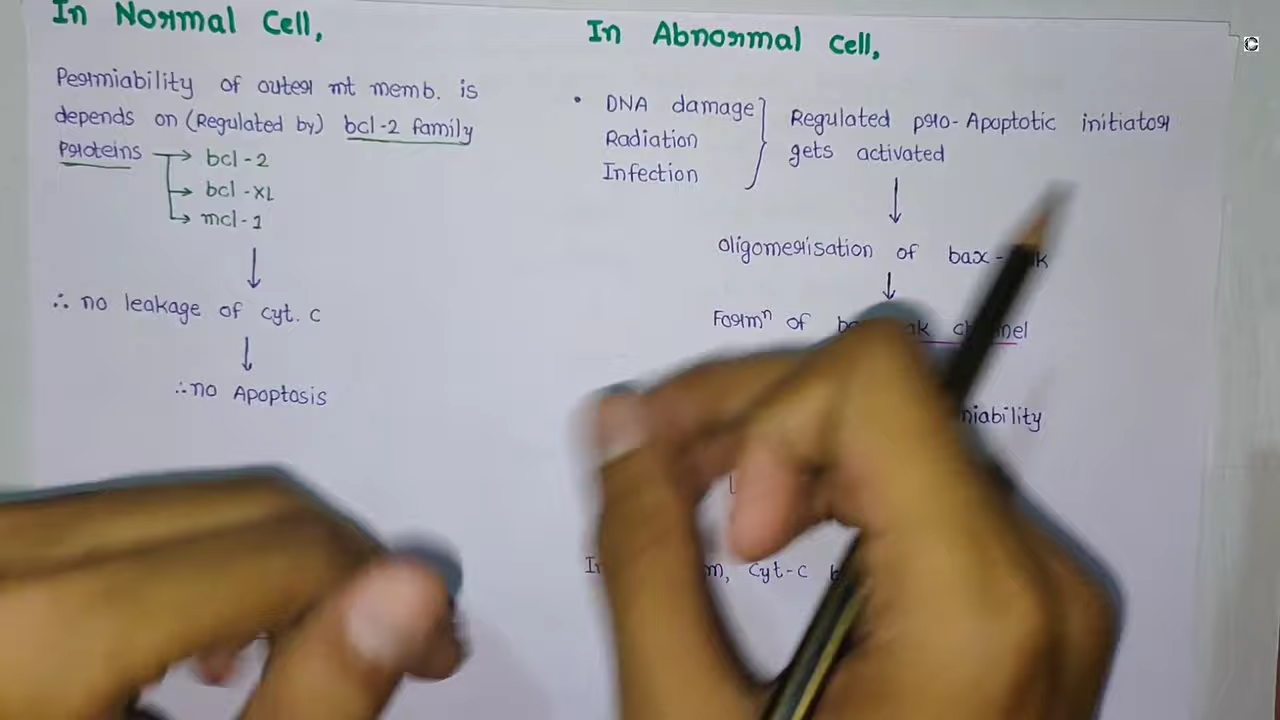 In Normal Cell,
Permiability of outer mt memb. is
depends on (Regulated by) bcl-2 family
proteins → bcl-2
→ bcl-XL
→ mcl-1
↓
∴ no leakage of cyt. c
↓
∴ no Apoptosis
In Abnormal cell,
• DNA damage
Radiation
Infection
Regulated pro-Apoptotic initiator
gets activated
↓
Oligomerisation of bax-
↓
Formⁿ of
Cyt-c
C